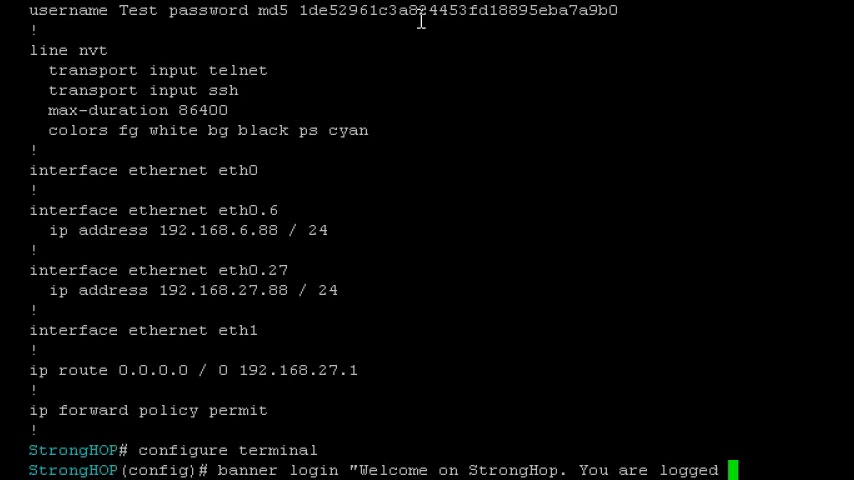 username Test password md5 1de52961c3a824453fd18895eba7a9b0
!
line nvt
transport input telnet
transport input ssh
max-duration 86400
colors fg white bg black ps cyan
!
interface ethernet eth0
!
interface ethernet eth0.6
ip address 192.168.6.88 / 24
!
interface ethernet eth0.27
ip address 192.168.27.88 / 24
!
interface ethernet eth1
!
ip route 0.0.0.0 / 0 192.168.27.1
!
ip forward policy permit
!
StrongHOP# configure terminal
StrongHOP(config)# banner login "Welcome on StrongHop. You are logged